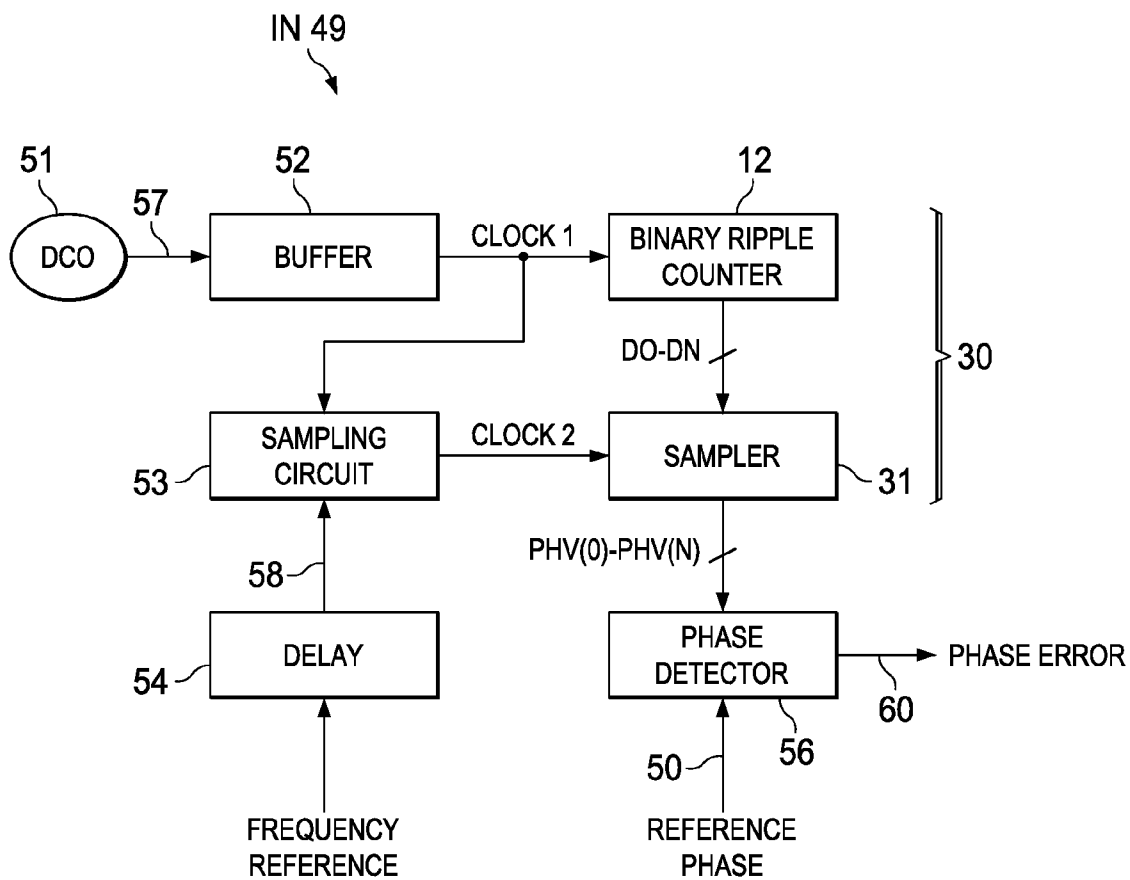 IN 49
51
57
52
12
DCO
BUFFER
CLOCK 1
BINARY RIPPLE
COUNTER
DO-DN
30
SAMPLING
CIRCUIT
53
CLOCK 2
SAMPLER
31
58
PHV(0)-PHV(N)
DELAY
54
PHASE
DETECTOR
PHASE ERROR
60
56
50
FREQUENCY
REFERENCE
REFERENCE
PHASE